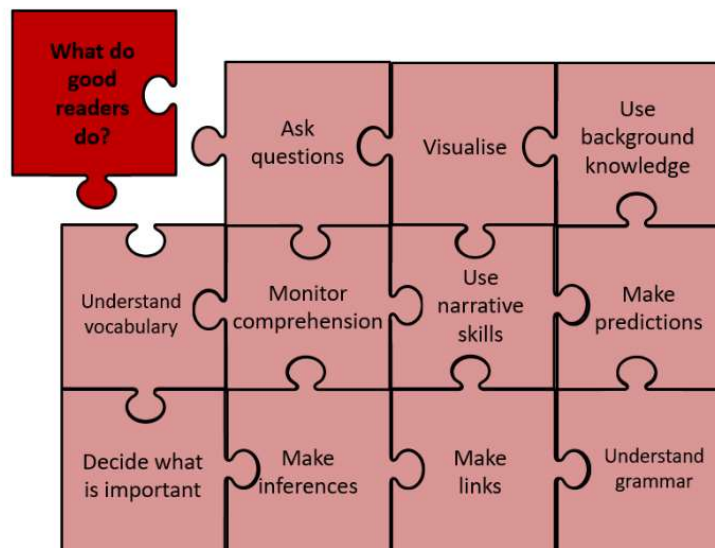 What do
good
readers
do?
Ask
questions
Visualise
Use
background
knowledge
Understand
vocabulary
Monitor
comprehension
Use
narrative
skills
Make
predictions
Decide what
is important
Make
inferences
Make
links
Understand
grammar